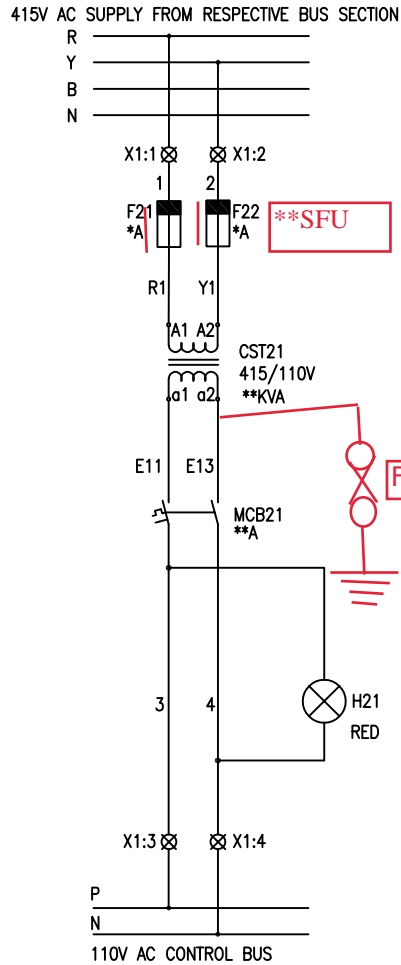 415V AC SUPPLY FROM RESPECTIVE BUS SECTION
R
Y
B
N
X1:1 X1:2
1 2
F21 F22 **SFU
*A *A
R1 Y1
A1 A2
CST21
415/110V
a1 a2 **KVA
E11 E13
F
MCB21
**A
3 4 H21
RED
X1:3 X1:4
P
N
110V AC CONTROL BUS